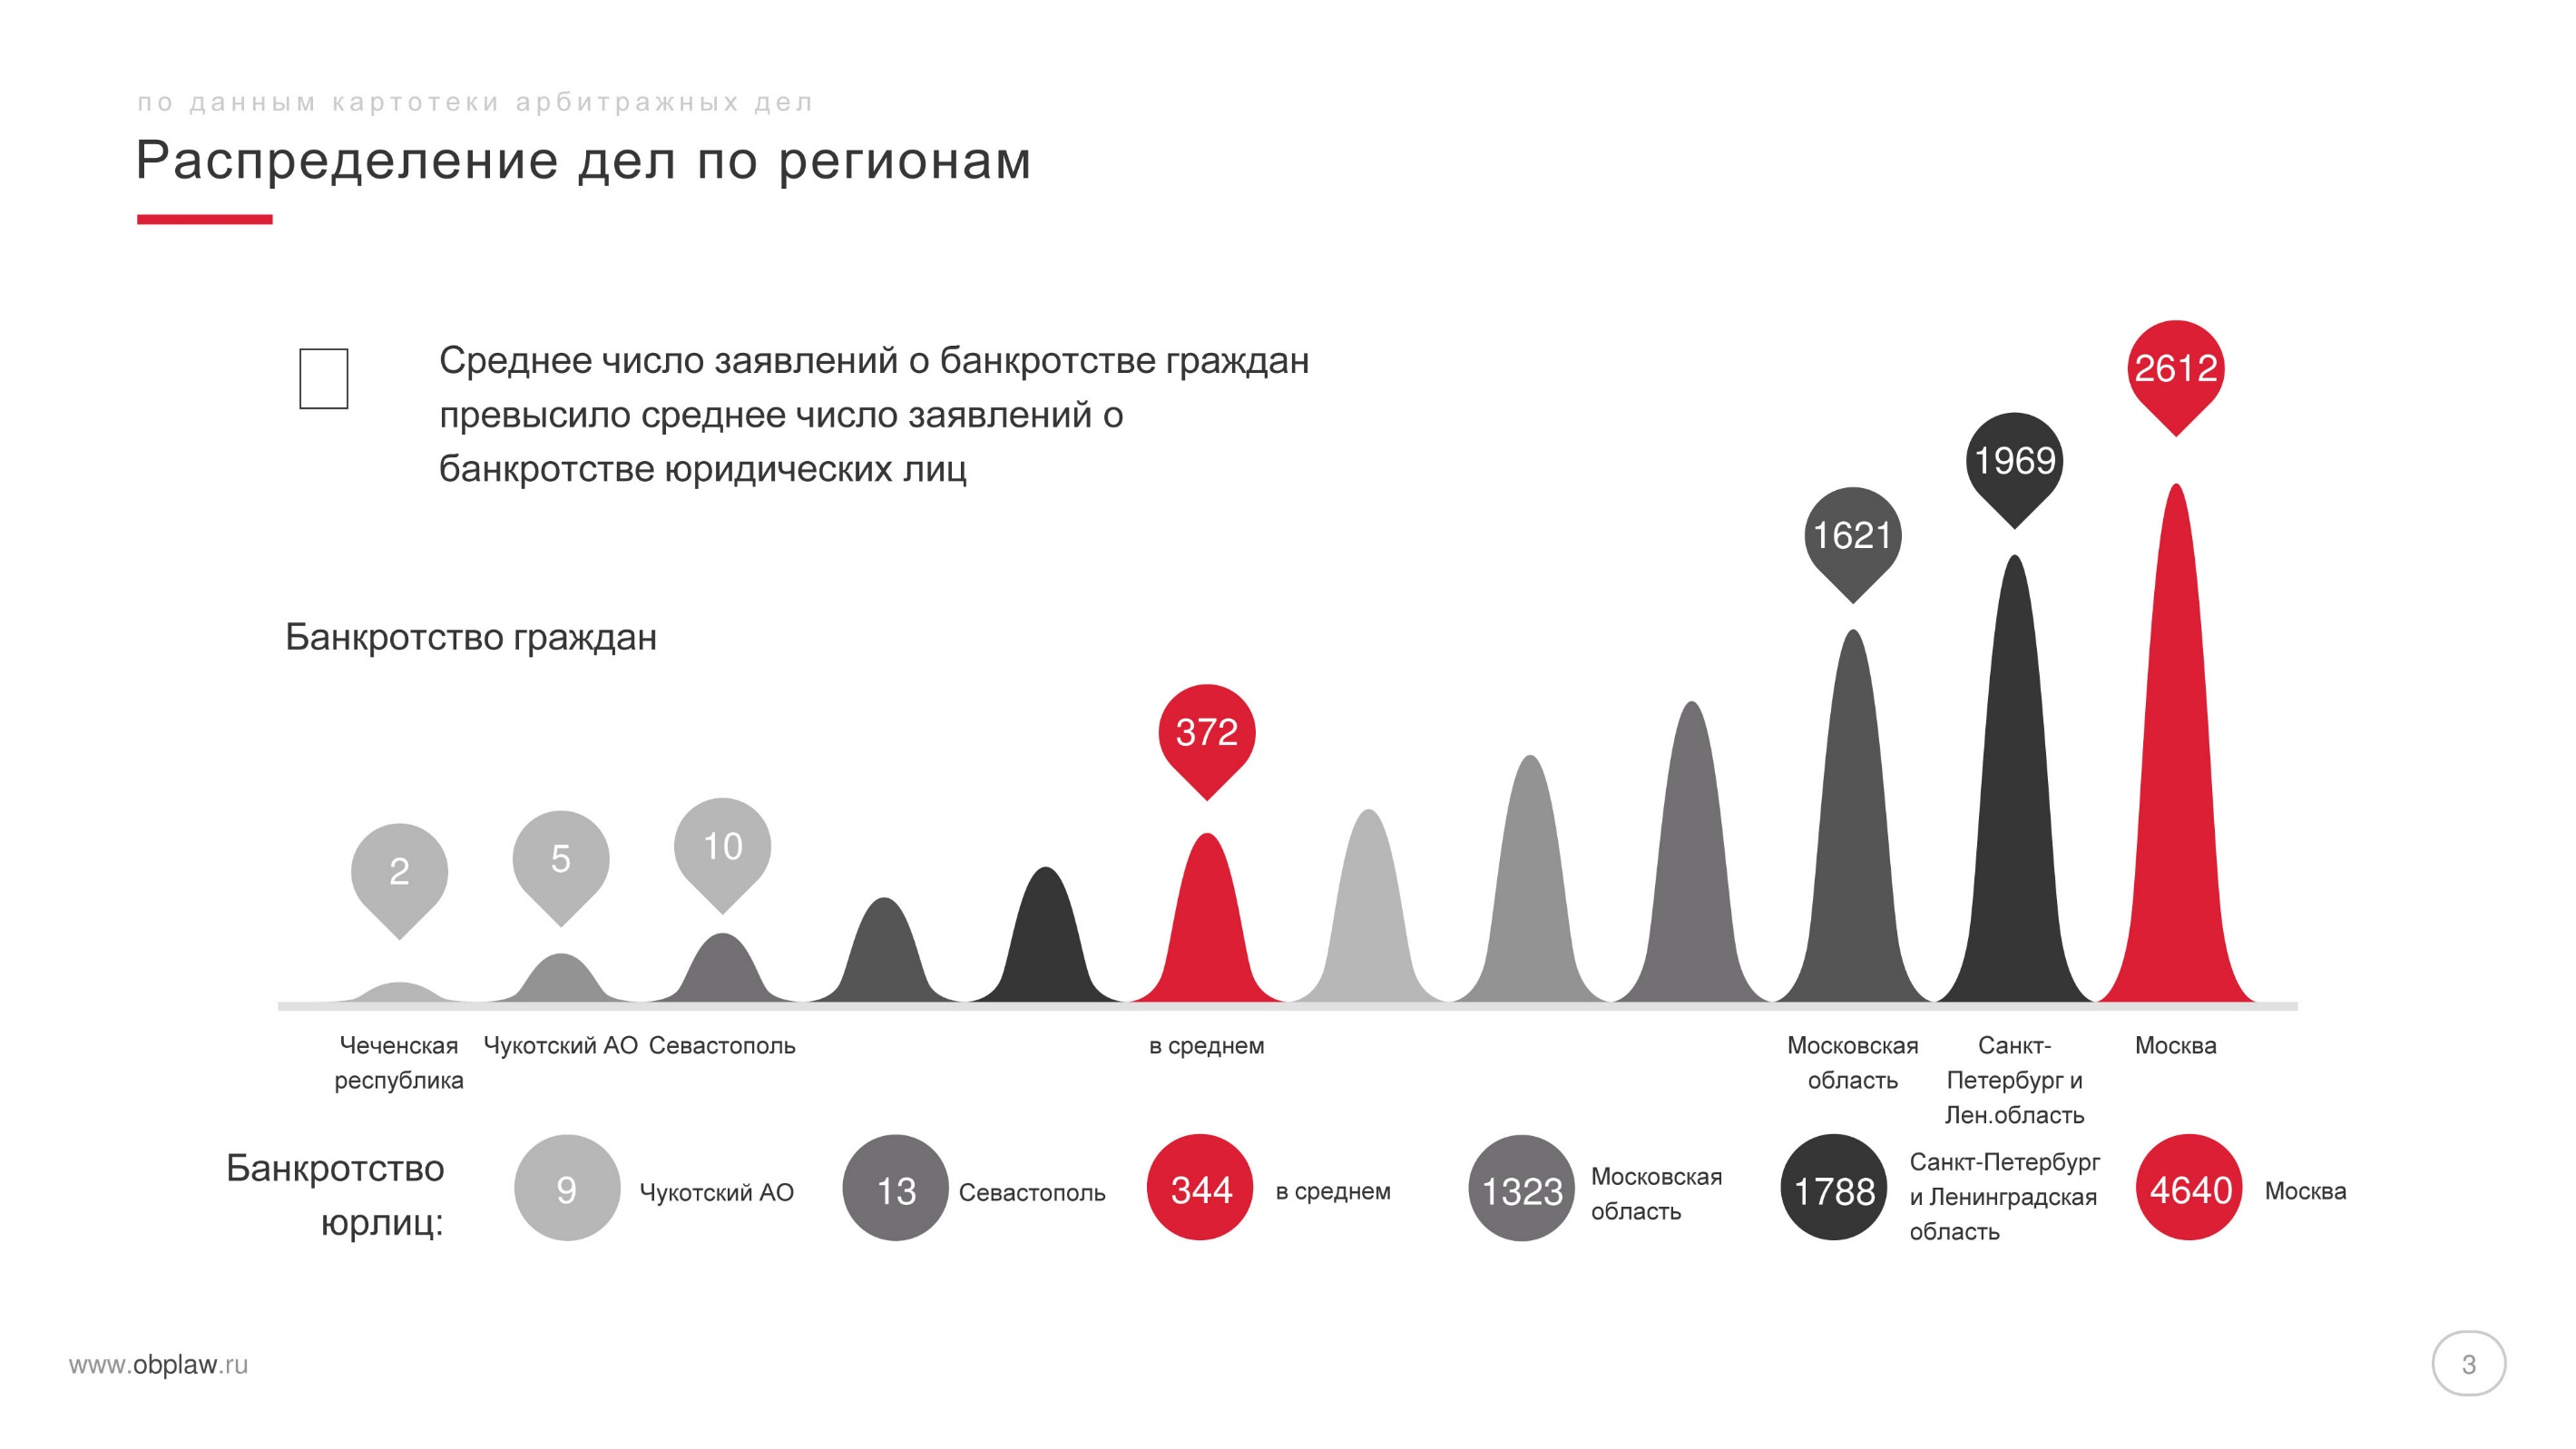 по данным картотеки арбитражных дел
Распределение дел по регионам
Среднее число заявлений о банкротстве граждан
превысило среднее число заявлений о
банкротстве юридических лиц
Банкротство граждан
2
5
10
372
1621
1969
2612
Чеченская
республика
Чукотский АО
Севастополь
в среднем
Московская
область
Санкт-
Петербург и
Лен.область
Москва
Банкротство
юрлиц:
9
Чукотский АО
13
Севастополь
344
в среднем
1323
Московская
область
1788
Санкт-Петербург
и Ленинградская
область
4640
Москва
www.obplaw.ru
3